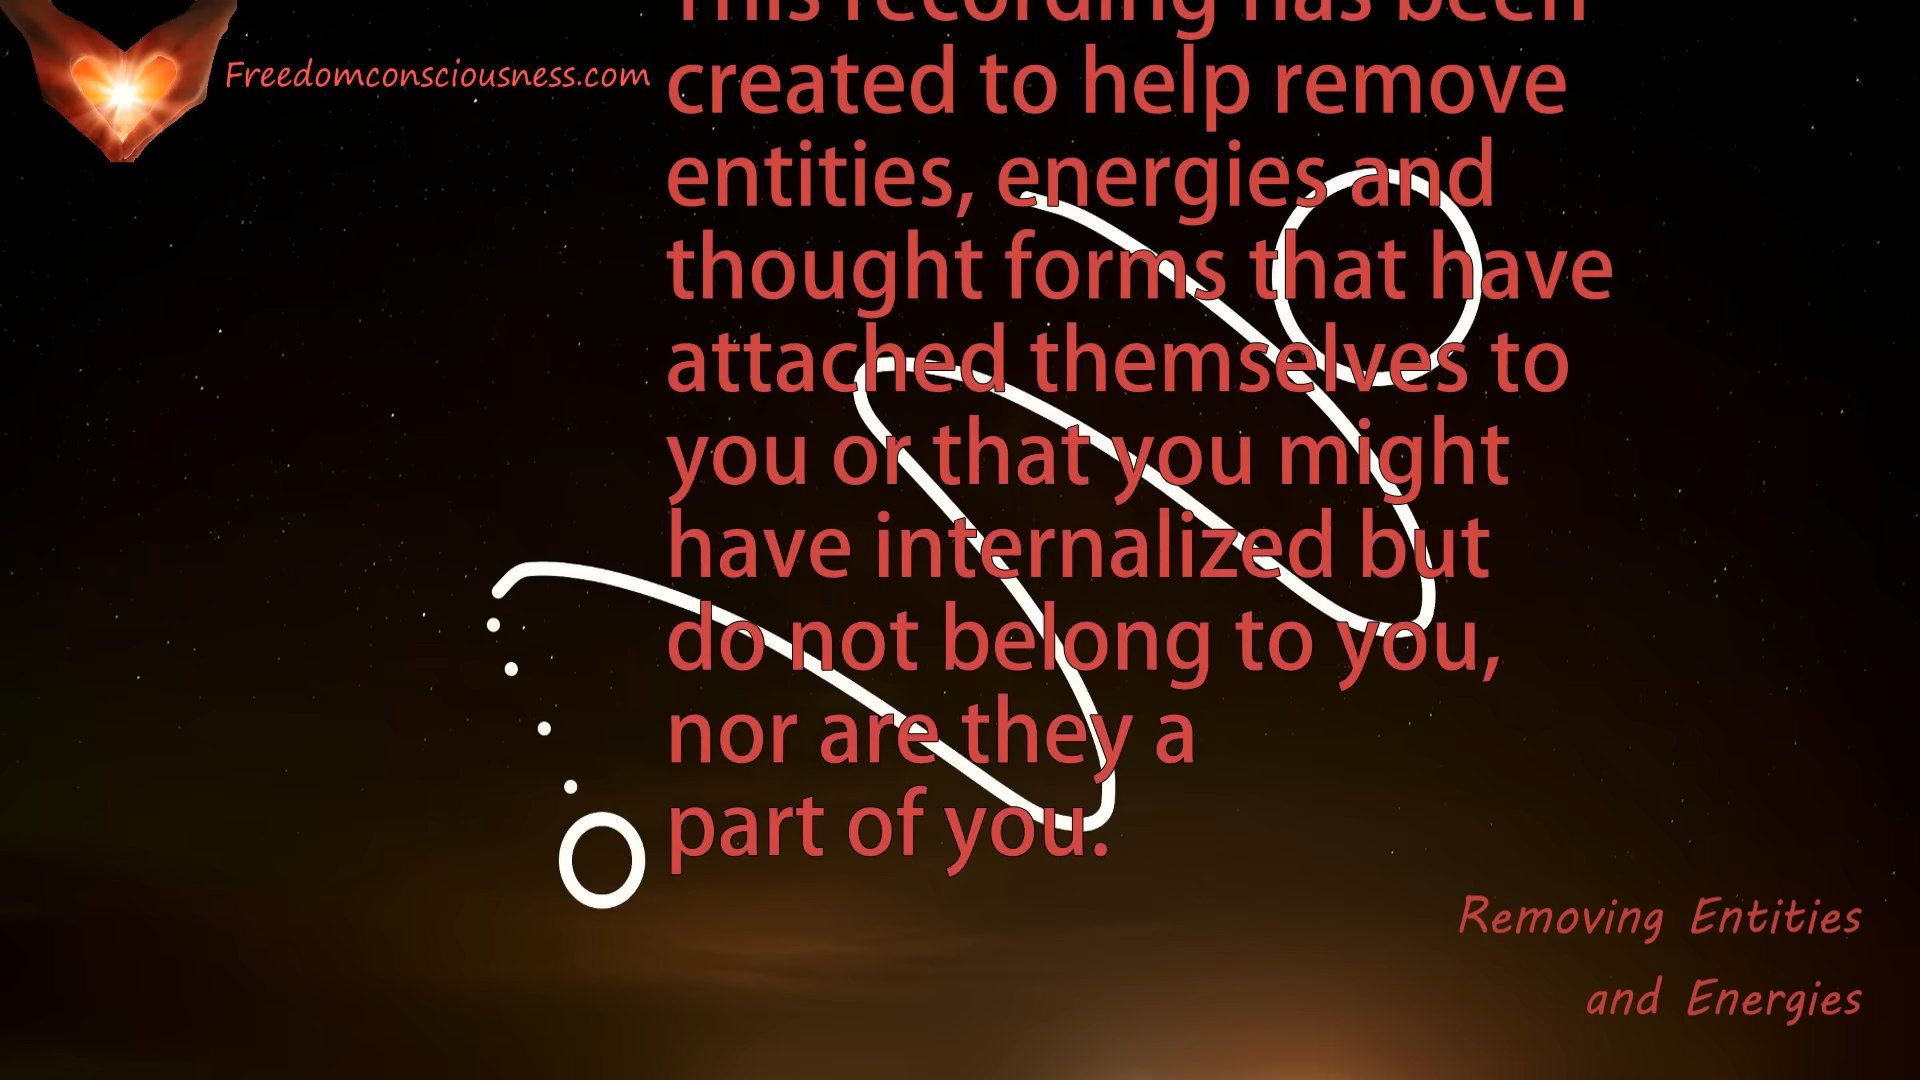 Freedomconsciousness.com
This recording has been
created to help remove
entities, energies and
thought forms that have
attached themselves to
you or that you might
have internalized but
do not belong to you,
nor are they a
part of you.
Removing Entities
and Energies